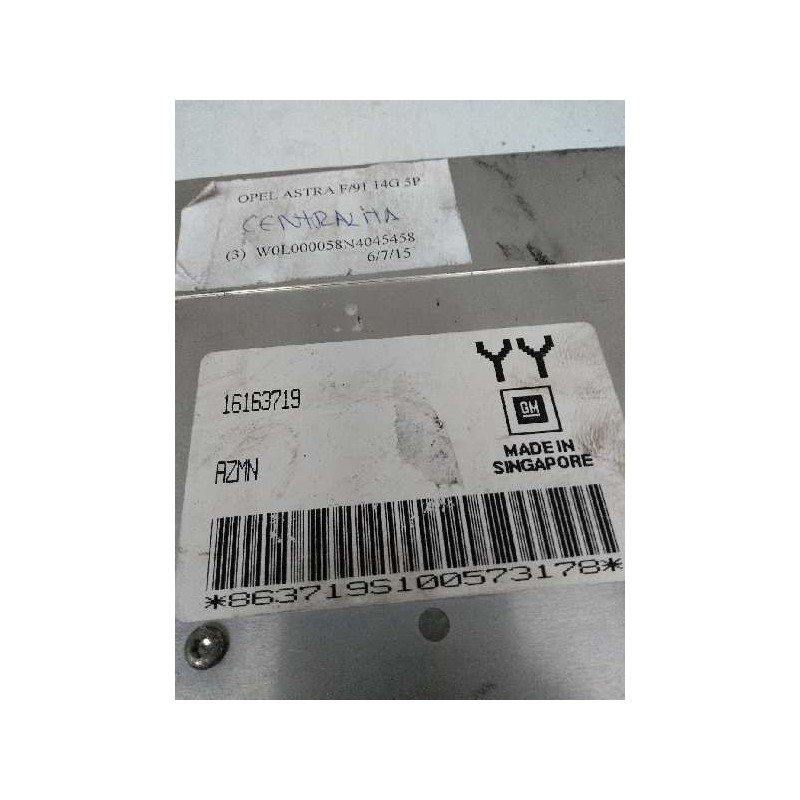 OPEL ASTRA F/91 14G 5P
CENTRALITA
(3) W0L000058N4045458
6/7/15
YY
16163719
GM
AZMN
MADE IN
SINGAPORE
*863719S100573178*